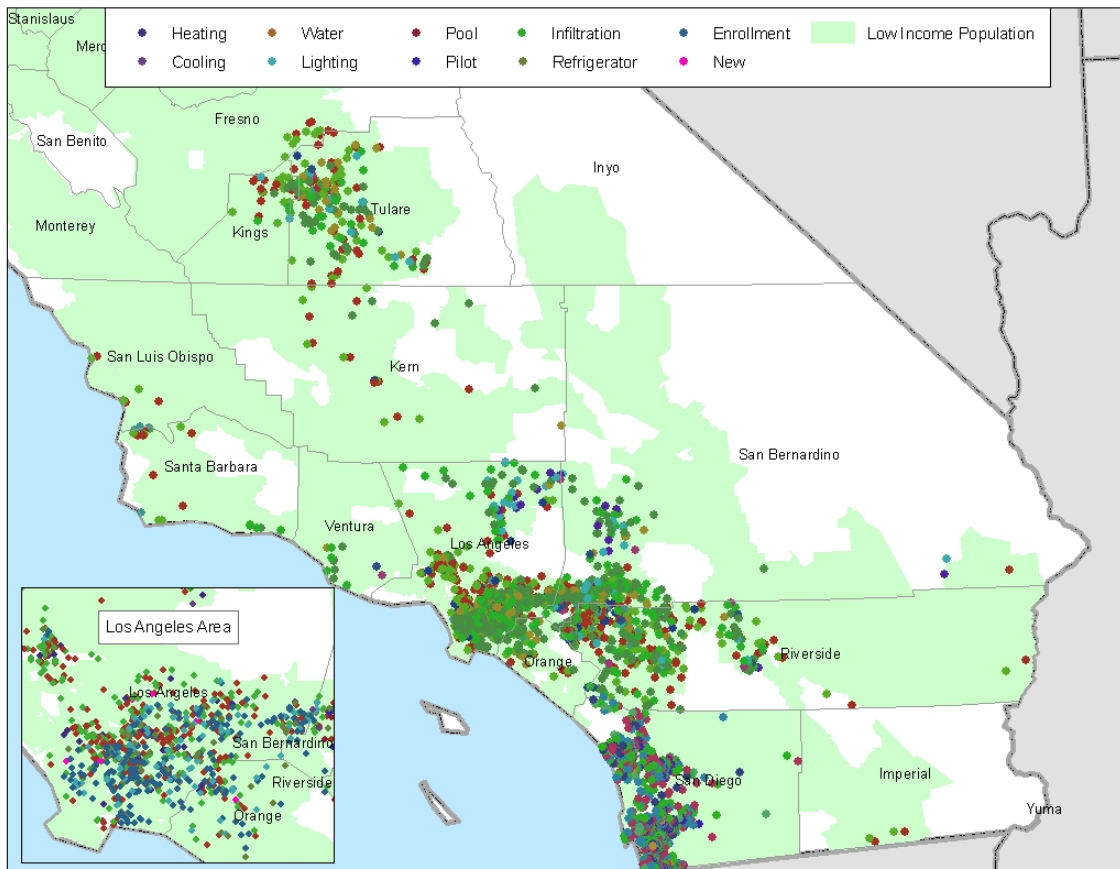 Stanislaus
Merc
Heating
Water
Pool
Infiltration
Enrollment
Low Income Population
Cooling
Lighting
Pilot
Refrigerator
New
Fresno
San Benito
Inyo
Tulare
Monterey
Kings
San Luis Obispo
Kern
San Bernardino
Santa Barbara
Ventura
Los Angeles
Orange
Riverside
San Diego
Imperial
Yuma
Los Angeles Area
Los Angeles
San Bernardino
Riverside
Orange